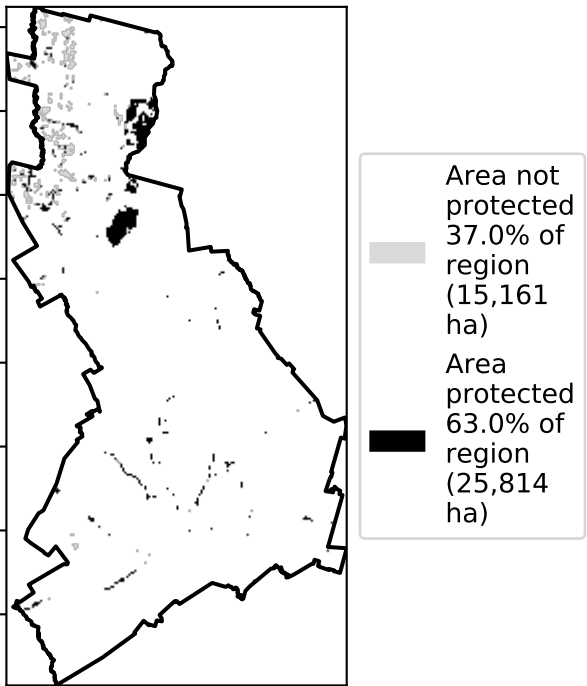 Area not
protected
37.0% of
region
(15,161
ha)
Area
protected
63.0% of
region
(25,814
ha)